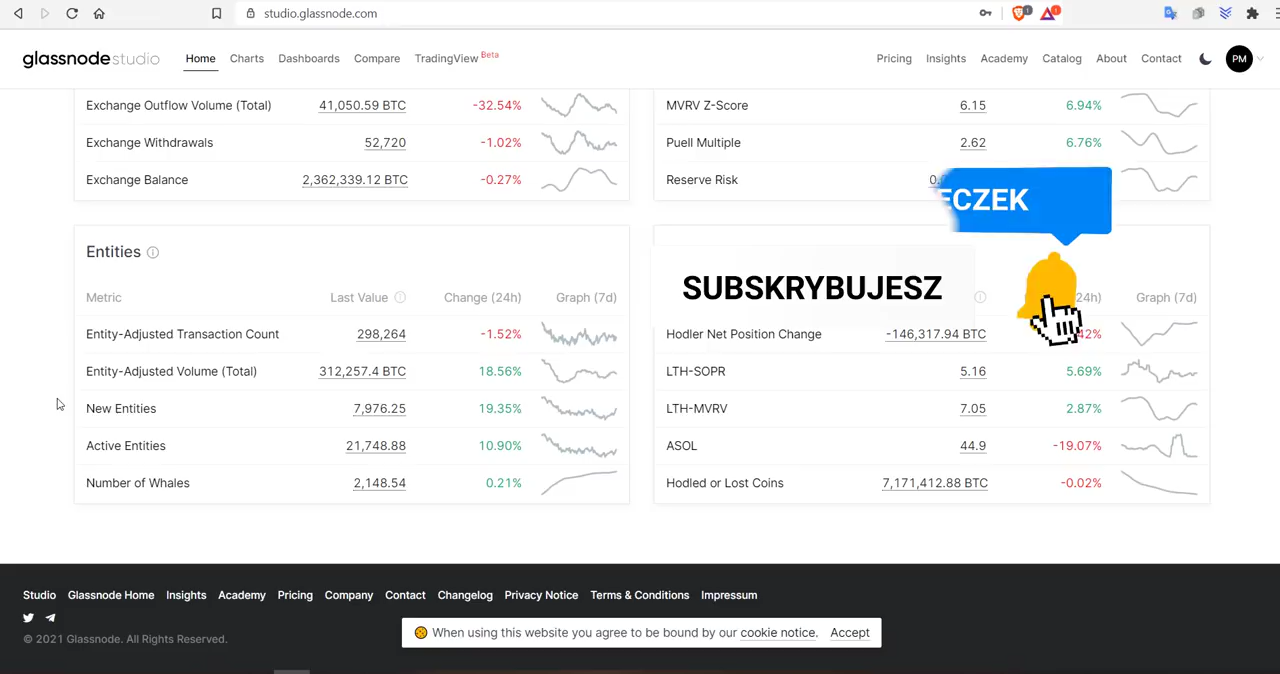 studio.glassnode.com
glassnodestudio Home Charts Dashboards Compare TradingView Beta Pricing Insights Academy Catalog About Contact PM
Exchange Outflow Volume (Total) 41,050.59 BTC -32.54%
MVRV Z-Score 6.15 6.94%
Exchange Withdrawals 52,720 -1.02%
Puell Multiple 2.62 6.76%
Exchange Balance 2,362,339.12 BTC -0.27%
Reserve Risk
ECZEK
Entities
SUBSKRYBUJESZ
Metric Last Value Change (24h) Graph (7d)
24h) Graph (7d)
Entity-Adjusted Transaction Count 298,264 -1.52%
Hodler Net Position Change -146,317.94 BTC 42%
Entity-Adjusted Volume (Total) 312,257.4 BTC 18.56%
LTH-SOPR 5.16 5.69%
New Entities 7,976.25 19.35%
LTH-MVRV 7.05 2.87%
Active Entities 21,748.88 10.90%
ASOL 44.9 -19.07%
Number of Whales 2,148.54 0.21%
Hodled or Lost Coins 7,171,412.88 BTC -0.02%
Studio Glassnode Home Insights Academy Pricing Company Contact Changelog Privacy Notice Terms & Conditions Impressum
© 2021 Glassnode. All Rights Reserved.
When using this website you agree to be bound by our cookie notice. Accept